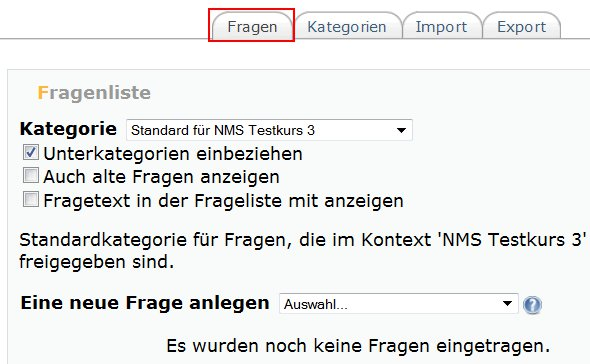 Fragen Kategorien Import Export
Fragenliste
Kategorie Standard für NMS Testkurs 3
Unterkategorien einbeziehen
Auch alte Fragen anzeigen
Fragetext in der Frageliste mit anzeigen
Standardkategorie für Fragen, die im Kontext 'NMS Testkurs 3'
freigegeben sind.
Eine neue Frage anlegen Auswahl... ?
Es wurden noch keine Fragen eingetragen.